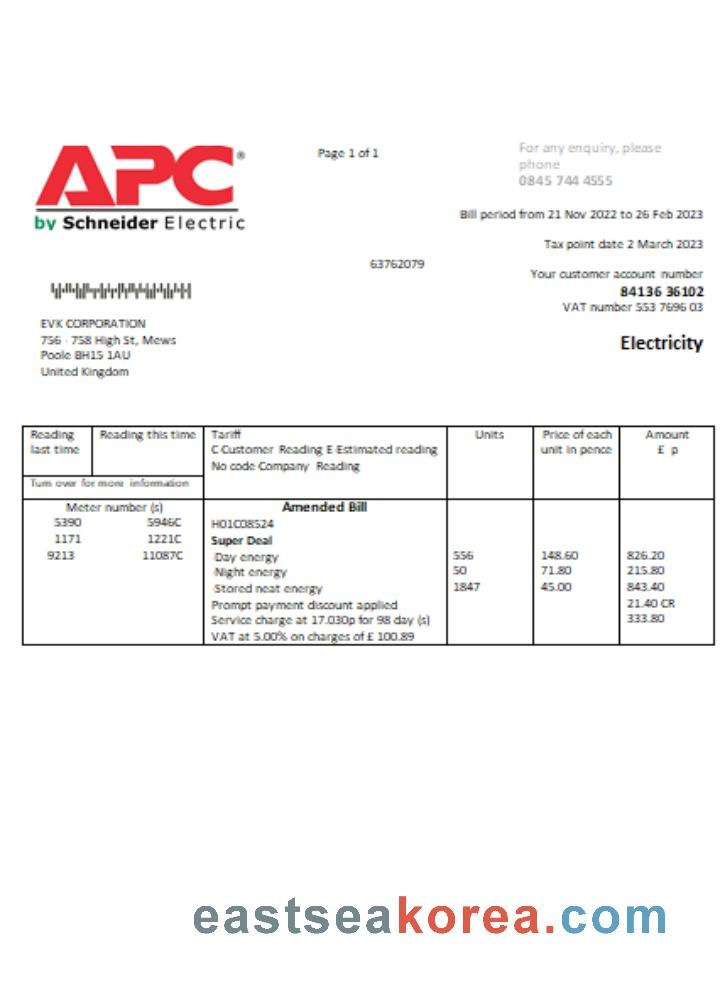 APC®
by Schneider Electric
Page 1 of 1
For any enquiry, please
phone
0845 744 4555
Bill period from 21 Nov 2022 to 26 Feb 2023
Tax point date 2 March 2023
63762079
Your customer account number
84136 36102
VAT number 553 7696 03
EVK CORPORATION
756 - 758 High St, Mews
Poole BH15 1AU
United Kingdom
Electricity
Reading last time
Reading this time
Tariff
C-Customer Reading E-Estimated reading
No code-Company Reading
Units
Price of each unit in pence
Amount £ p
Turn over for more information
Meter number (s)
Amended Bill
5390 5946C H01C08524
1171 1221C Super Deal
9213 11087C -Day energy 556 148.60 826.20
-Night energy 50 71.80 215.80
-Stored neat energy 1847 45.00 843.40
Prompt payment discount applied 21.40 CR
Service charge at 17.030p for 98 day (s) 333.80
VAT at 5.00% on charges of £ 100.89
eastseakorea.com